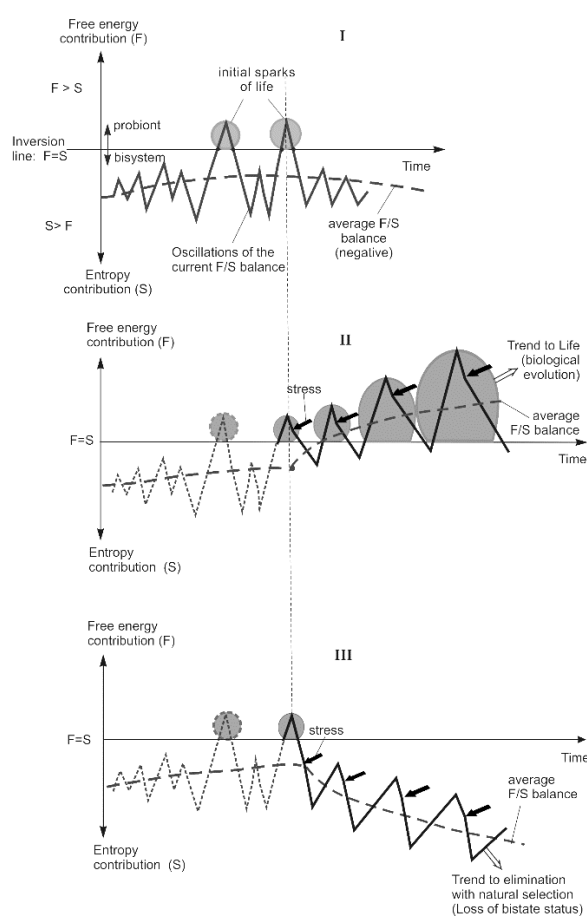 Free energy
contribution (F)
I
F > S
initial sparks
of life
probiont
Inversion
line: F=S
bisystem
Time
S> F
average F/S
balance
(negative)
Oscillations of the
current F/S balance
Entropy
contribution (S)
Free energy
contribution (F)
II
Trend to Life
(biological
evolution)
stress
average
F/S balance
F=S
Time
Entropy
contribution (S)
Free energy
contribution (F)
III
stress
F=S
Time
average
F/S balance
Entropy
contribution (S)
Trend to elimination
with natural selection
(Loss of bistate status)